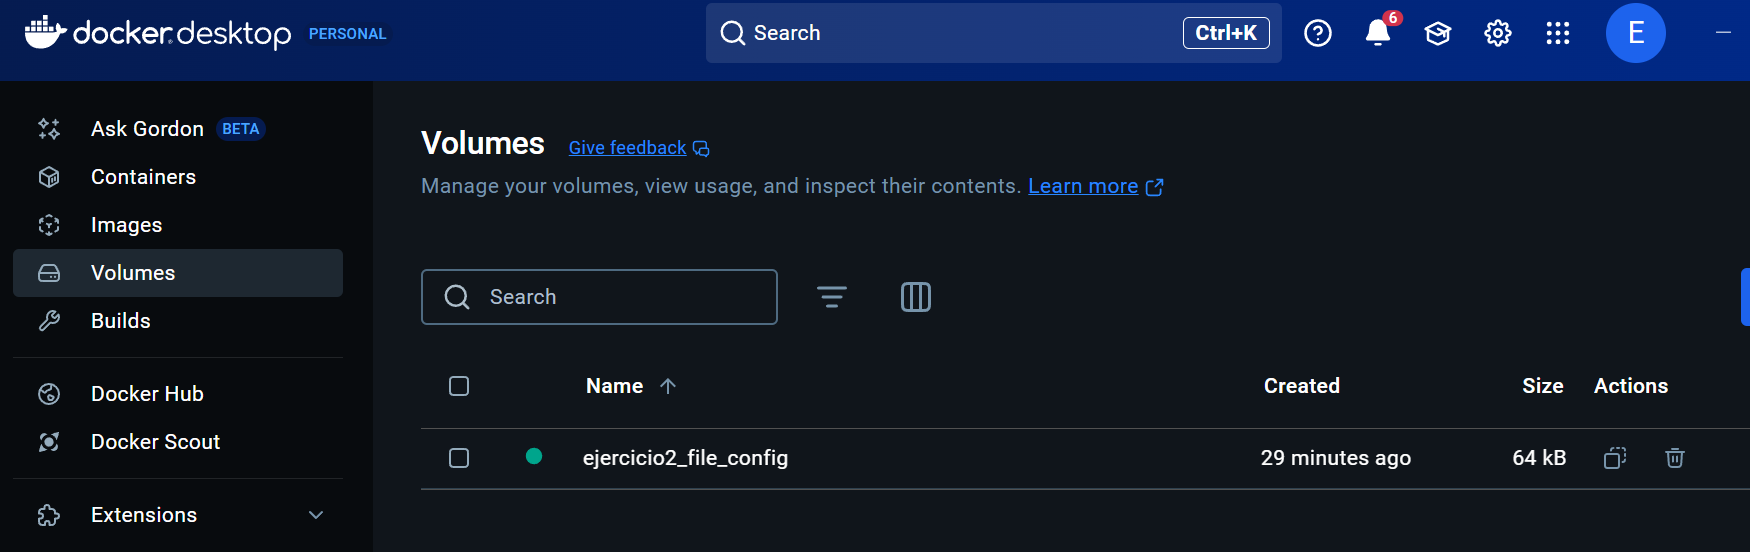 docker desktop PERSONAL
Search Ctrl+K
6
E
Ask Gordon BETA
Containers
Images
Volumes
Builds
Docker Hub
Docker Scout
Extensions
Volumes Give feedback
Manage your volumes, view usage, and inspect their contents. Learn more
Search
Name Created Size Actions
ejercicio2_file_config 29 minutes ago 64 kB